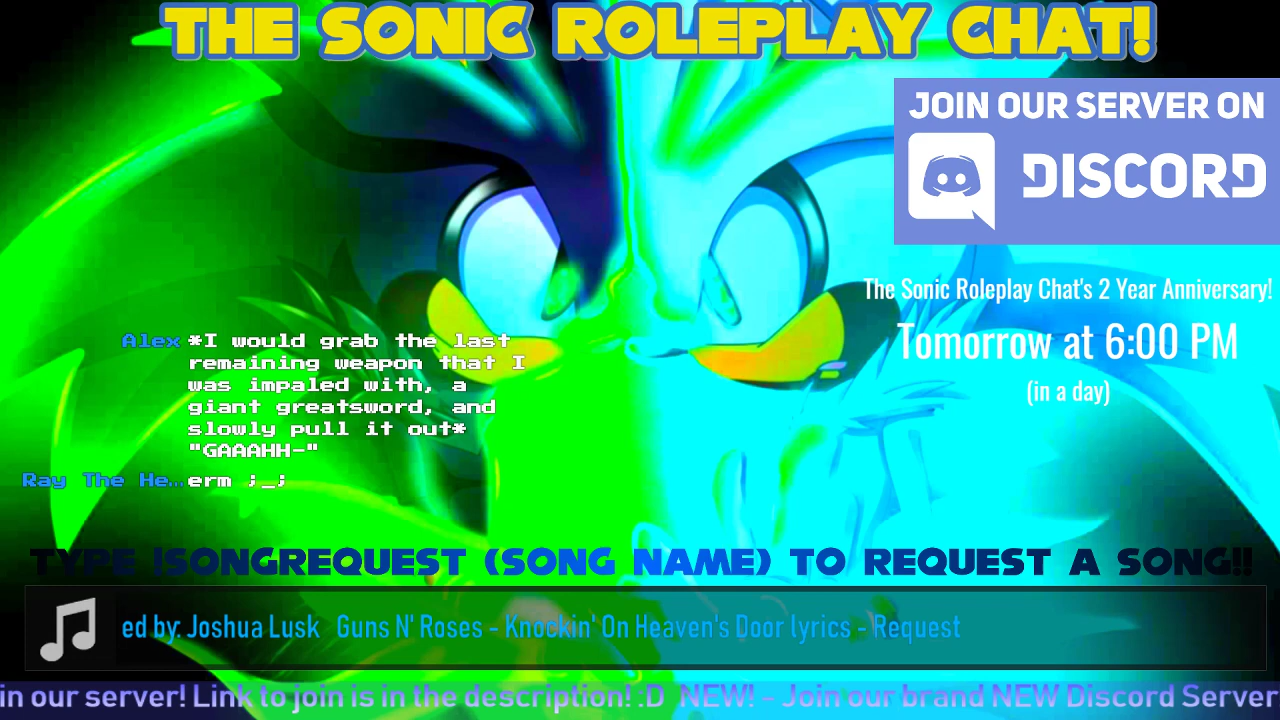 THE SONIC ROLEPLAY CHAT!
JOIN OUR SERVER ON
DISCORD
The Sonic Roleplay Chat's 2 Year Anniversary!
Tomorrow at 6:00 PM
(in a day)
Alex *I would grab the last
remaining weapon that I
was impaled with, a
giant greatsword, and
slowly pull it out*
"GAAAHH-"
Ray The He... erm ;_;
TYPE !SONGREQUEST (SONG NAME) TO REQUEST A SONG!!
ed by: Joshua Lusk Guns N' Roses - Knockin' On Heaven's Door lyrics - Request
in our server! Link to join is in the description! :D NEW! - Join our brand NEW Discord Server